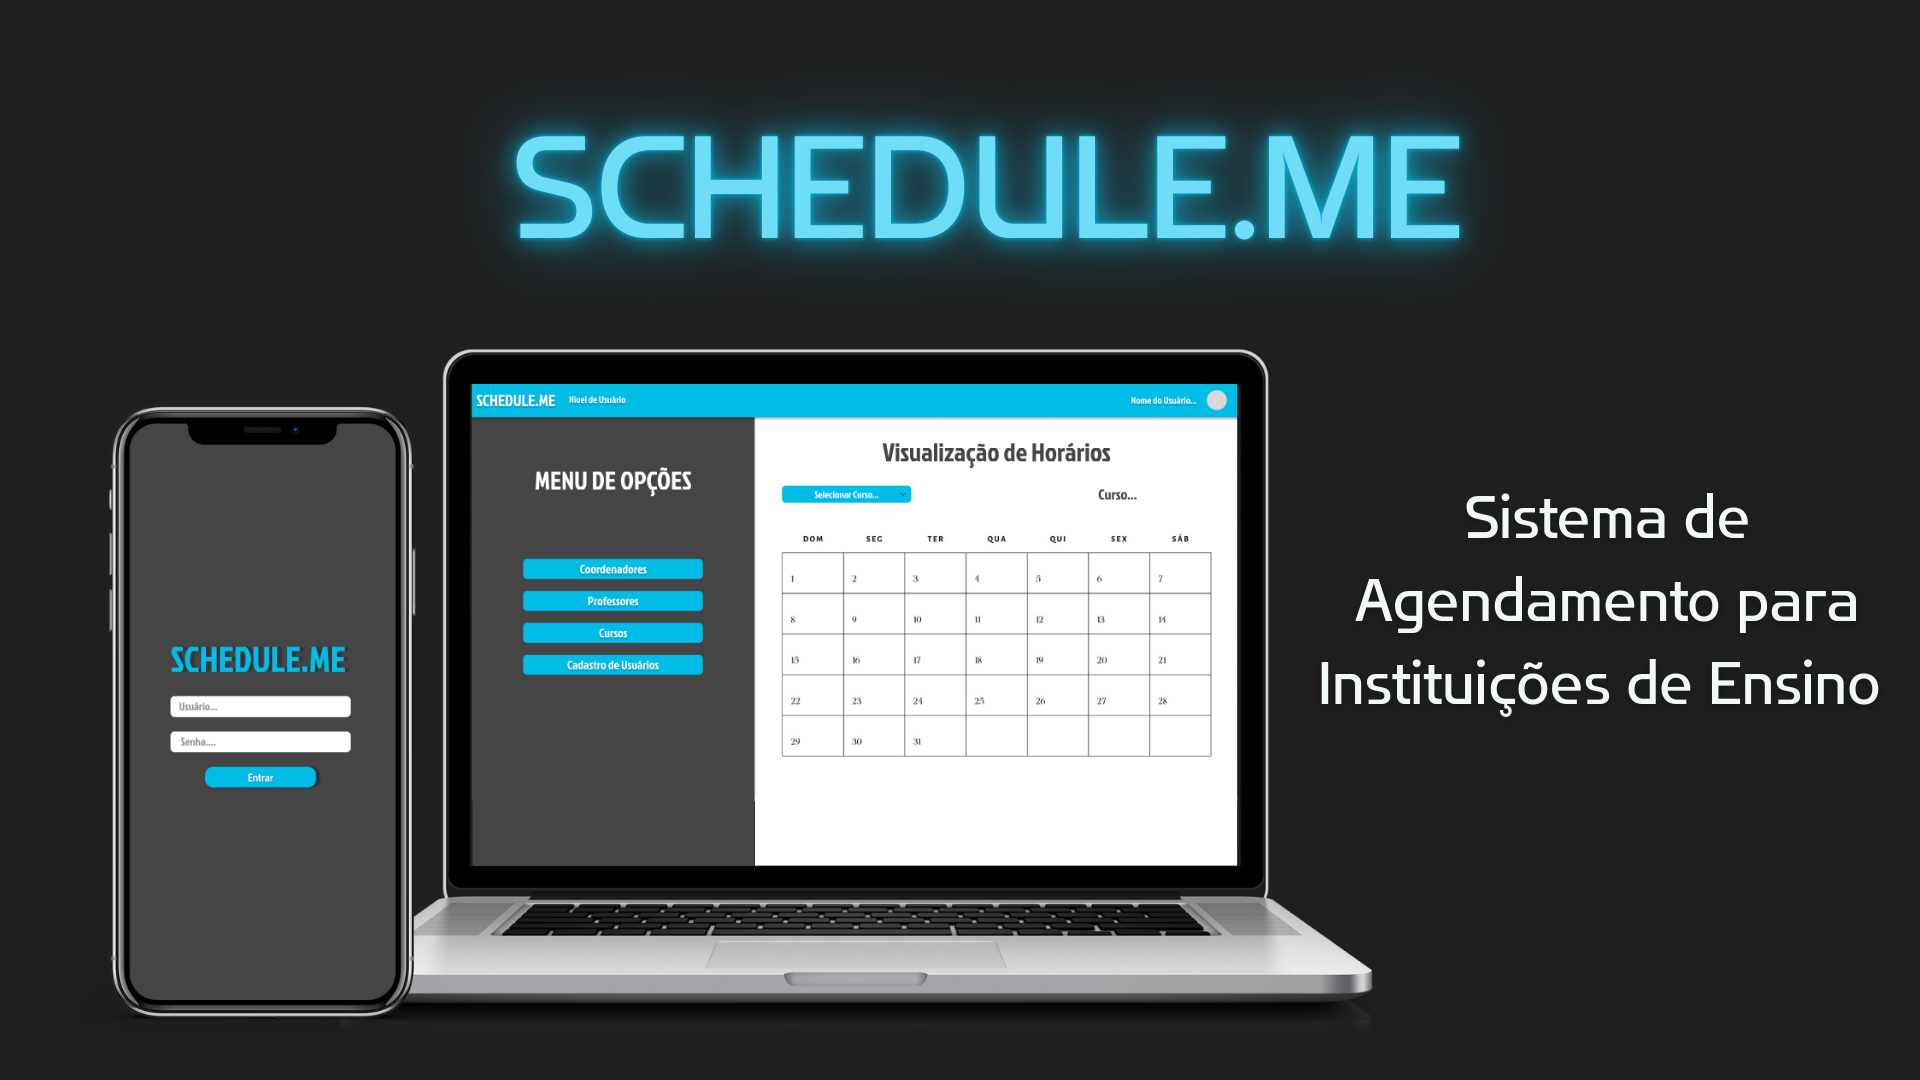 SCHEDULE.ME
SCHEDULE.ME
Usuário...
Senha....
Entrar
SCHEDULE.ME Nivel de Usuário Nome do Usuário...
MENU DE OPÇÕES
Coordenadores
Professores
Cursos
Cadastro de Usuários
Visualização de Horários
Selecionar Curso... Curso...
DOM SEG TER QUA QUI SEX SÁB
1 2 3 4 5 6 7
8 9 10 11 12 13 14
15 16 17 18 19 20 21
22 23 24 25 26 27 28
29 30 31
Sistema de
Agendamento para
Instituições de Ensino